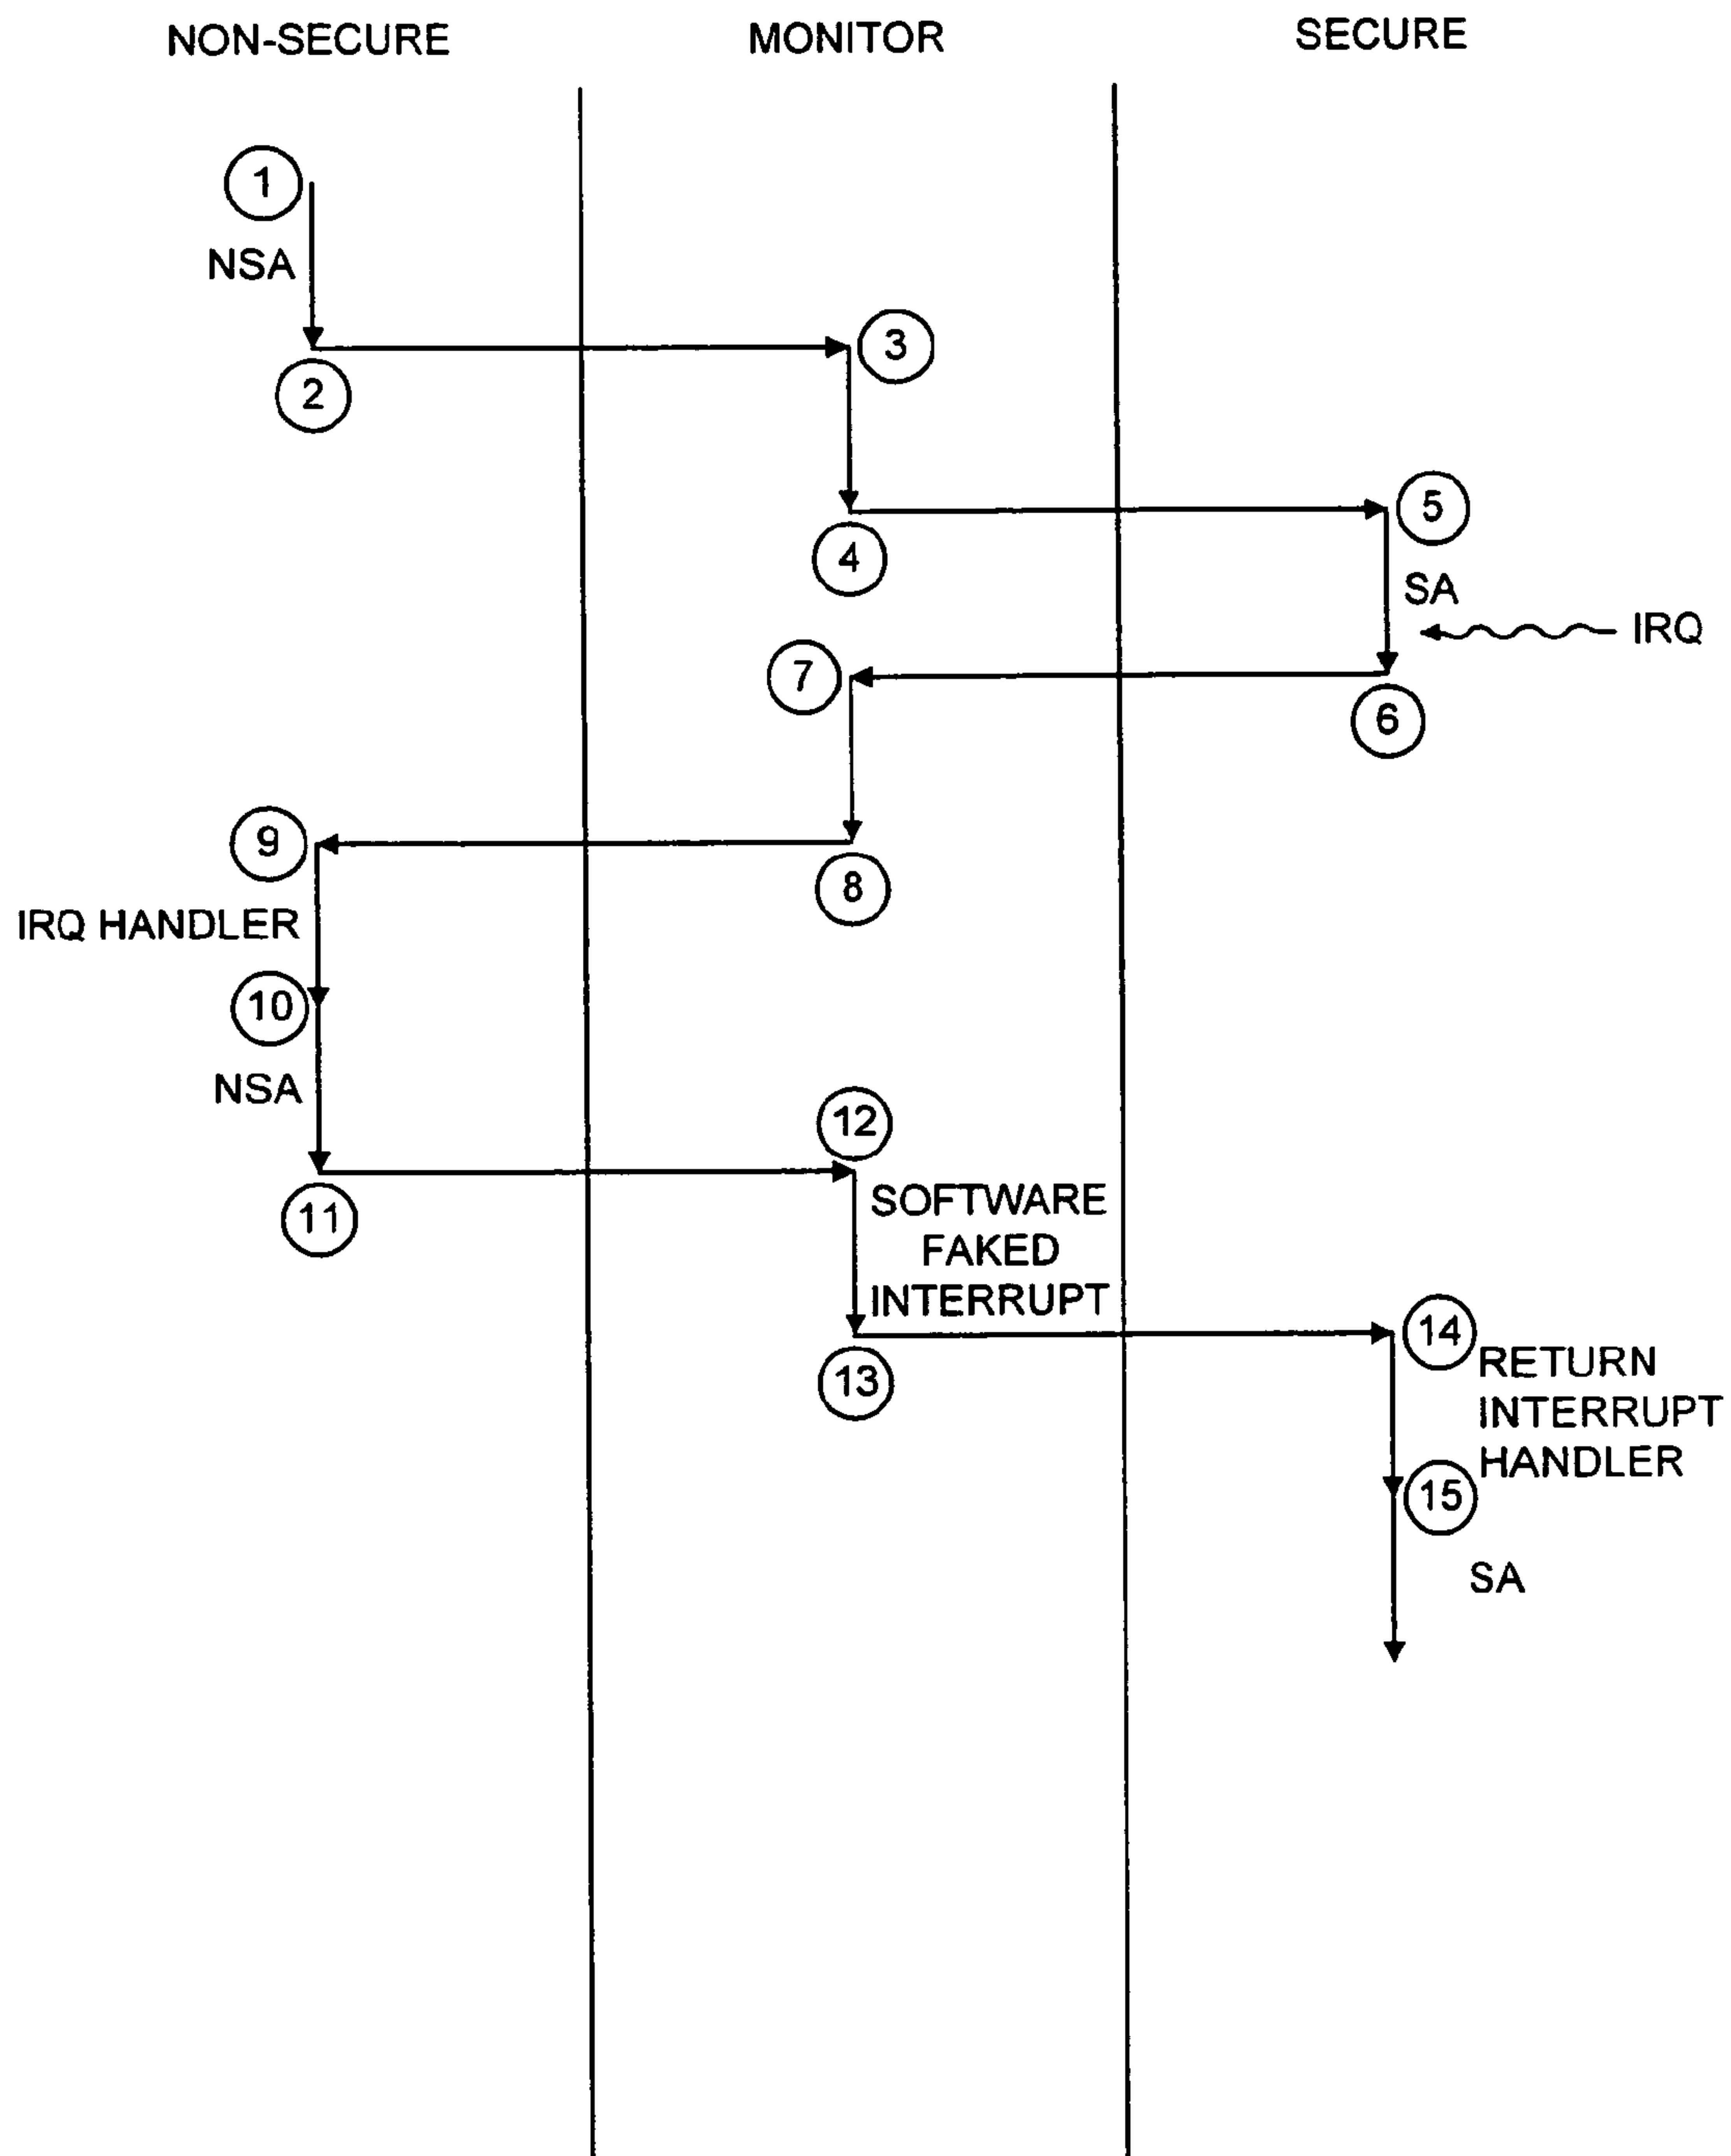 NON-SECURE
MONITOR
SECURE
1
NSA
2
3
4
5
SA
IRQ
6
7
8
9
IRQ HANDLER
10
NSA
11
12
SOFTWARE
FAKED
INTERRUPT
13
14
RETURN
INTERRUPT
HANDLER
15
SA